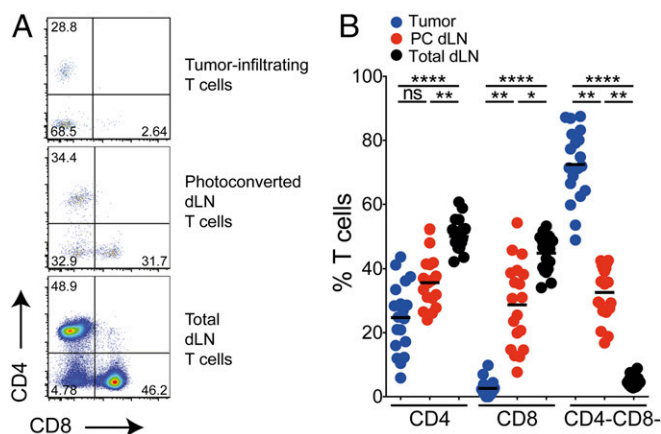 A
28.8
68.5
2.64
Tumor-infiltrating
T cells
34.4
32.9
31.7
Photoconverted
dLN
T cells
48.9
4.78
46.2
Total
dLN
T cells
CD4
CD8
B
Tumor
PC dLN
Total dLN
% T cells
100
80
60
40
20
0
**** **** ****
ns ** ** * ** **
CD4 CD8 CD4-CD8-